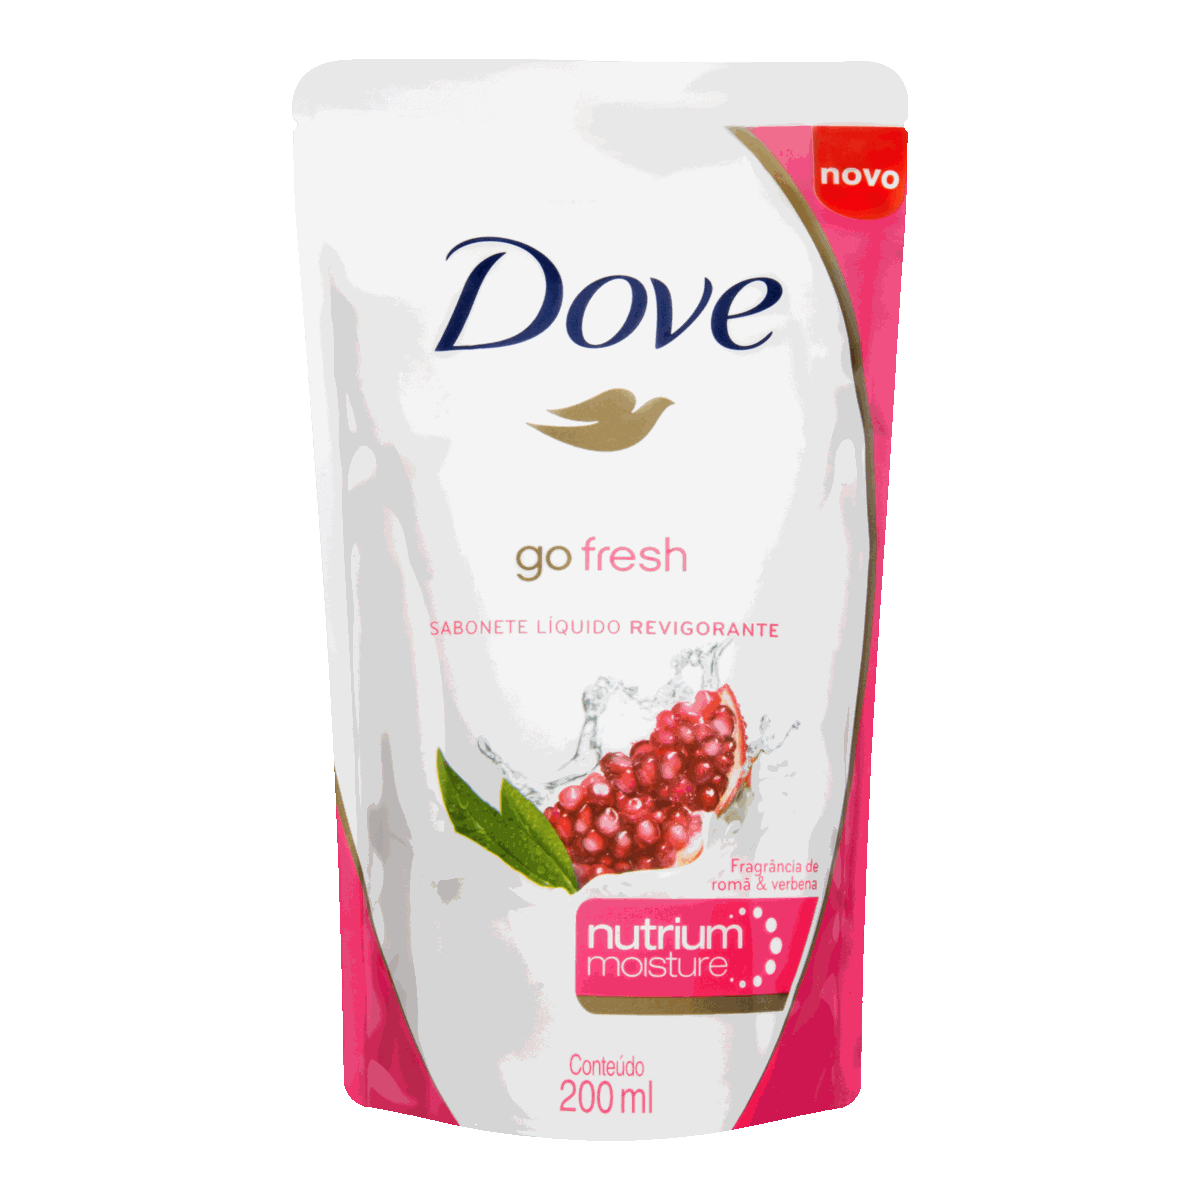 novo
Dove
go fresh
SABONETE LÍQUIDO REVIGORANTE
Fragrância de
romã & verbena
nutrium
moisture
Conteúdo
200 ml